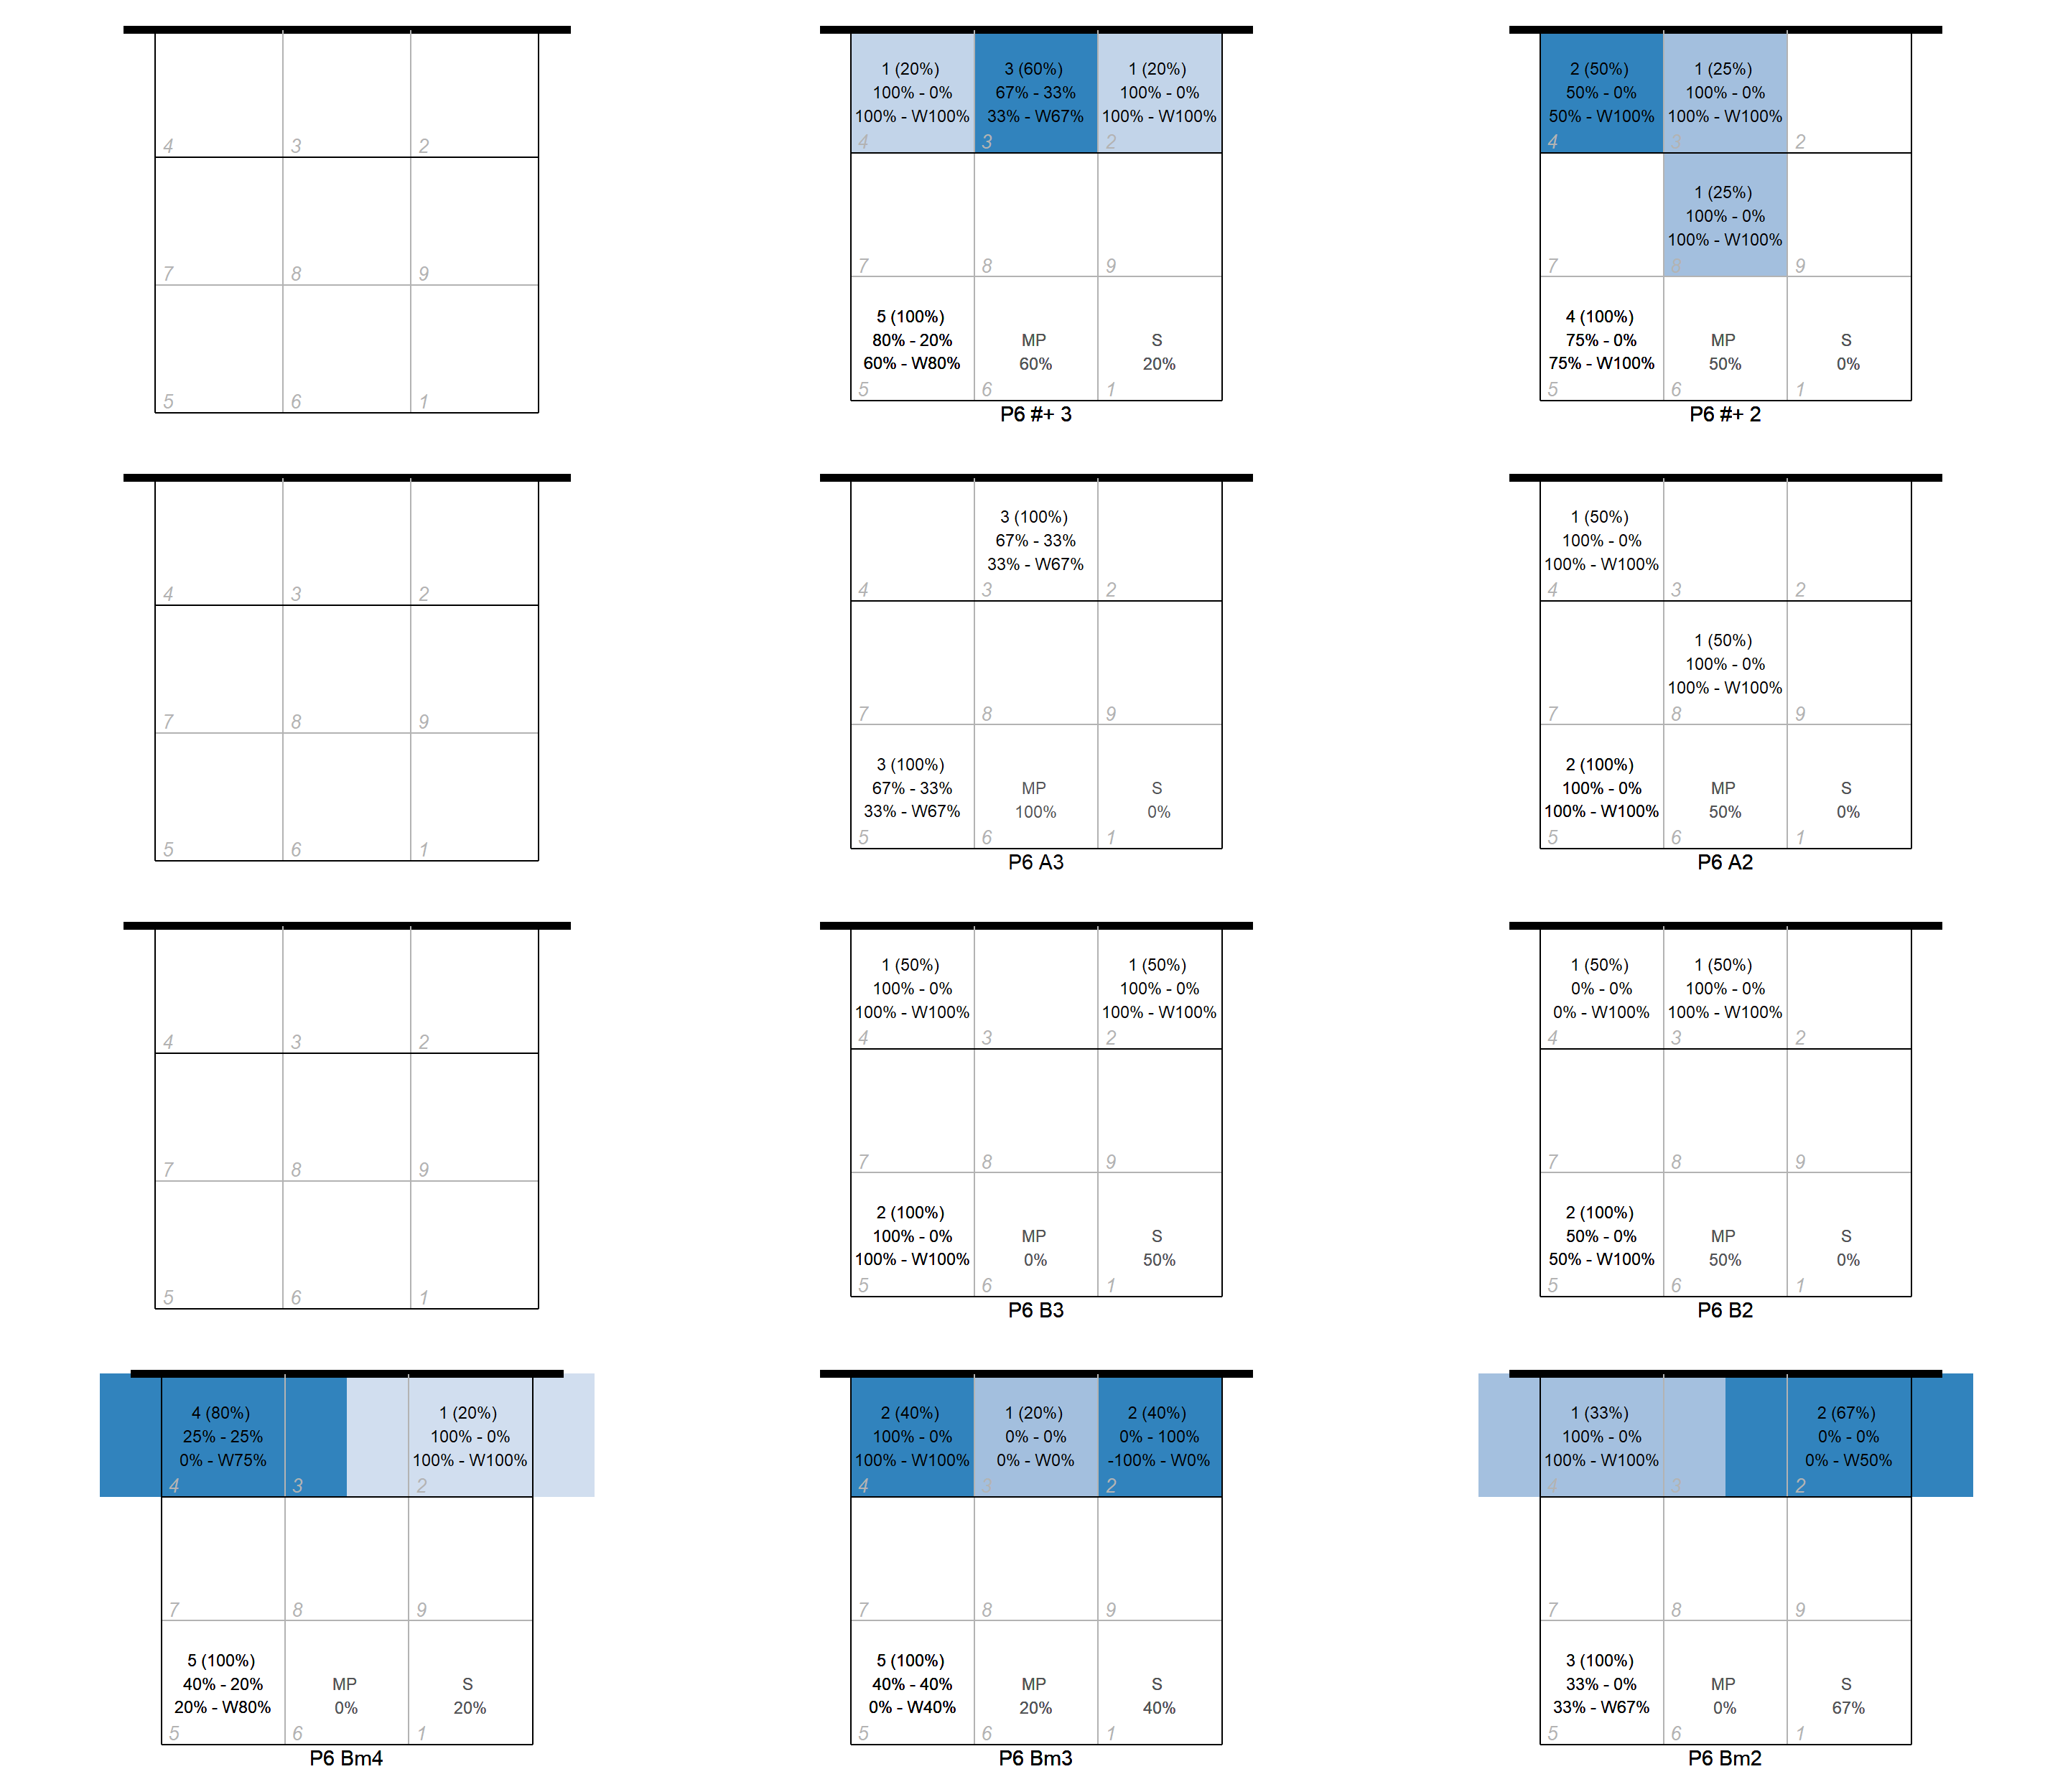 1 (20%) 3 (60%) 1 (20%) 2 (50%) 1 (25%)
100% - 0% 67% - 33% 100% - 0% 50% - 0% 100% - 0%
100% - W100% 33% - W67% 100% - W100% 50% - W100% 100% - W100%
4 3 2 4 3 2 4 3 2
1 (25%)
100% - 0%
100% - W100%
7 8 9 7 8 9 7 8 9
5 (100%) 4 (100%)
80% - 20% MP S 75% - 0% MP S
60% - W80% 60% 20% 75% - W100% 50% 0%
5 6 1 5 6 1 5 6 1
P6 #+ 3 P6 #+ 2
3 (100%) 1 (50%)
67% - 33% 100% - 0%
33% - W67% 100% - W100%
4 3 2 4 3 2 4 3 2
1 (50%)
100% - 0%
100% - W100%
7 8 9 7 8 9 7 8 9
3 (100%) 2 (100%)
67% - 33% MP S 100% - 0% MP S
33% - W67% 100% 0% 100% - W100% 50% 0%
5 6 1 5 6 1 5 6 1
P6 A3 P6 A2
1 (50%) 1 (50%) 1 (50%) 1 (50%)
100% - 0% 100% - 0% 0% - 0% 100% - 0%
100% - W100% 100% - W100% 0% - W100% 100% - W100%
4 3 2 4 3 2 4 3 2
7 8 9 7 8 9 7 8 9
2 (100%) 2 (100%)
100% - 0% MP S 50% - 0% MP S
100% - W100% 0% 50% 50% - W100% 50% 0%
5 6 1 5 6 1 5 6 1
P6 B3 P6 B2
4 (80%) 1 (20%) 2 (40%) 1 (20%) 2 (40%) 1 (33%) 2 (67%)
25% - 25% 100% - 0% 100% - 0% 0% - 0% 0% - 100% 100% - 0% 0% - 0%
0% - W75% 100% - W100% 100% - W100% 0% - W0% -100% - W0% 100% - W100% 0% - W50%
4 3 2 4 3 2 4 3 2
7 8 9 7 8 9 7 8 9
5 (100%) 5 (100%) 3 (100%)
40% - 20% MP S 40% - 40% MP S 33% - 0% MP S
20% - W80% 0% 20% 0% - W40% 20% 40% 33% - W67% 0% 67%
5 6 1 5 6 1 5 6 1
P6 Bm4 P6 Bm3 P6 Bm2